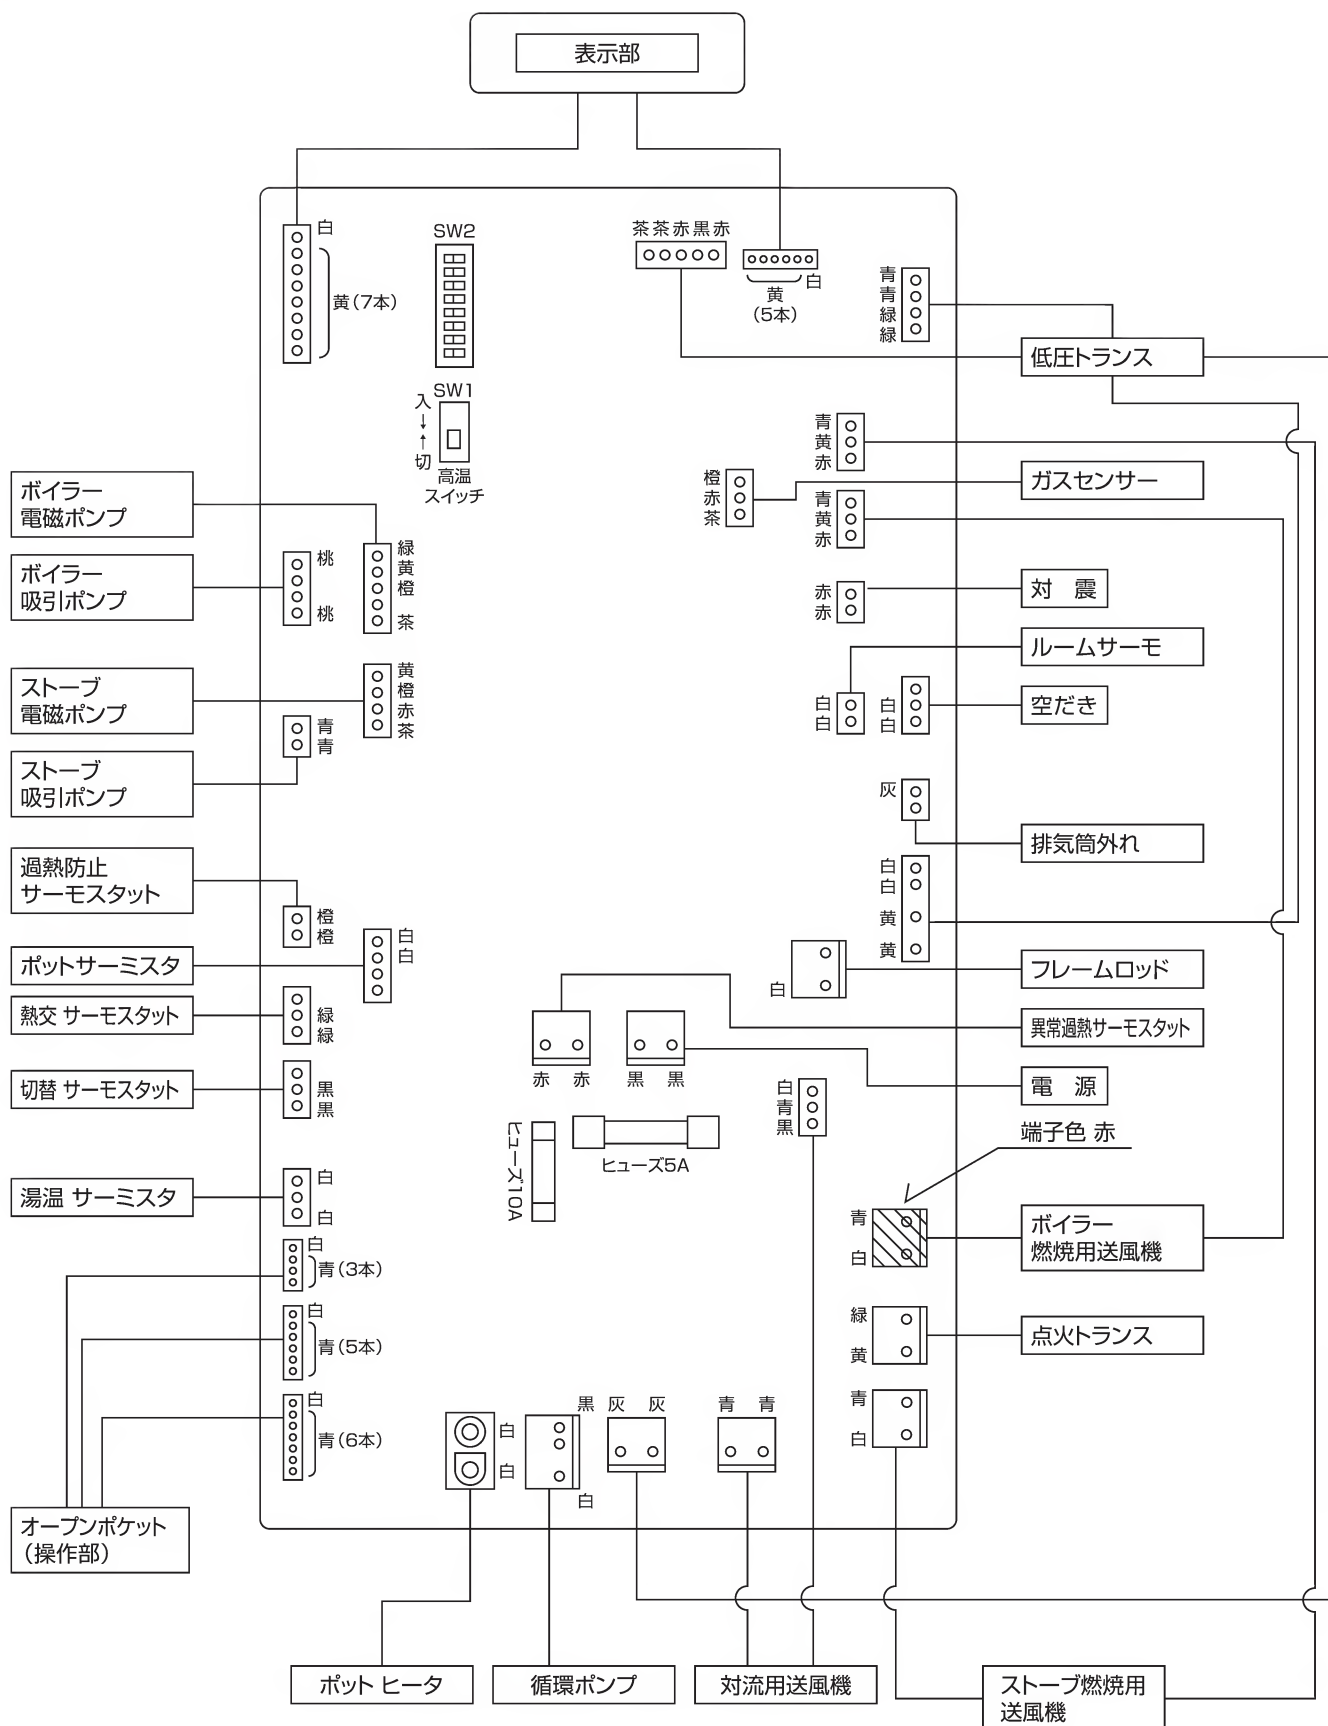 表示部
白
黄(7本)
SW2
SW1
入
切
高温
スイッチ
茶茶赤黒赤
黄
(5本)
白
青
青
緑
緑
低圧トランス
青
黄
赤
ガスセンサー
橙
赤
茶
青
黄
赤
赤
赤
対 震
ルームサーモ
白
白
白
白
空だき
灰
排気筒外れ
白
白
黄
黄
白
フレームロッド
異常過熱サーモスタット
電 源
端子色 赤
ボイラー
電磁ポンプ
緑
黄
橙
茶
ボイラー
吸引ポンプ
桃
桃
ストーブ
電磁ポンプ
黄
橙
赤
茶
青
青
ストーブ
吸引ポンプ
過熱防止
サーモスタット
橙
橙
ポットサーミスタ
白
白
熱交 サーモスタット
緑
緑
切替 サーモスタット
黒
黒
赤 赤
黒 黒
白
青
黒
ヒューズ10A
ヒューズ5A
湯温 サーミスタ
白
白
白
青(3本)
白
青(5本)
白
青(6本)
オープンポケット
(操作部)
青
白
ボイラー
燃焼用送風機
緑
黄
点火トランス
青
白
白
白
黒
白
灰 灰
青 青
ポット ヒータ
循環ポンプ
対流用送風機
ストーブ燃焼用
送風機